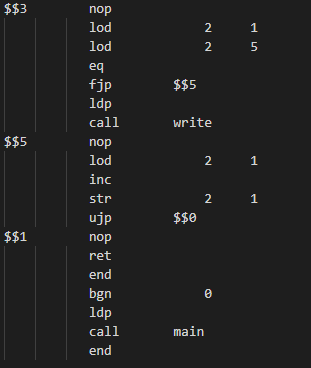 $$3 nop
lod 2 1
lod 2 5
eq
fjp $$5
ldp
call write
$$5 nop
lod 2 1
inc
str 2 1
ujp $$0
$$1 nop
ret
end
bgn 0
ldp
call main
end